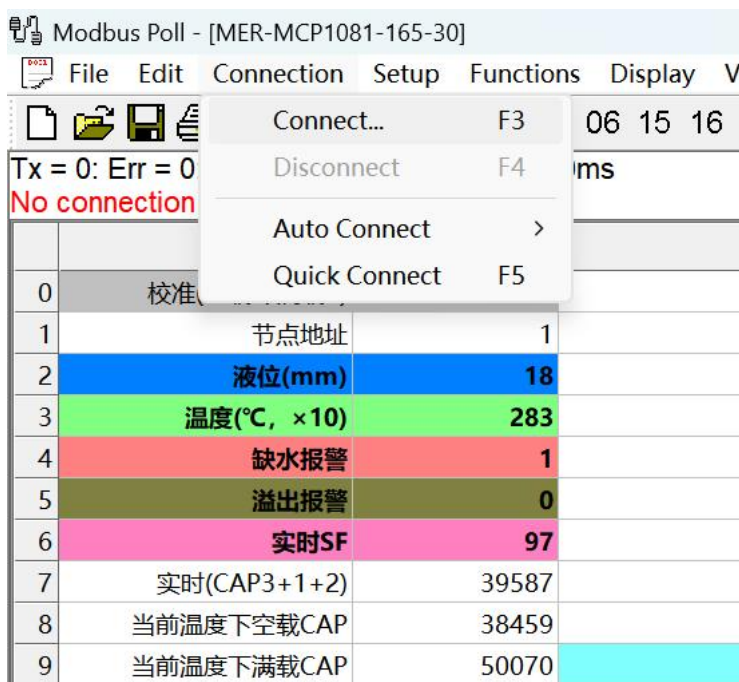 Modbus Poll - [MER-MCP1081-165-30]
File Edit Connection Setup Functions Display V
Connect... F3 06 15 16
Tx = 0: Err = 0: Disconnect F4 ms
No connection
Auto Connect >
Quick Connect F5
0 校准(
1 节点地址 1
2 液位(mm) 18
3 温度(℃, ×10) 283
4 缺水报警 1
5 溢出报警 0
6 实时SF 97
7 实时(CAP3+1+2) 39587
8 当前温度下空载CAP 38459
9 当前温度下满载CAP 50070